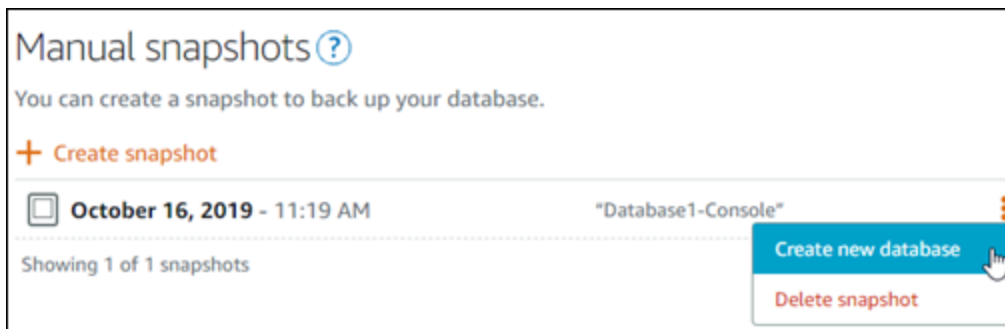 Manual snapshots ?
You can create a snapshot to back up your database.
+ Create snapshot
October 16, 2019 - 11:19 AM "Database1-Console"
Create new database
Showing 1 of 1 snapshots
Delete snapshot